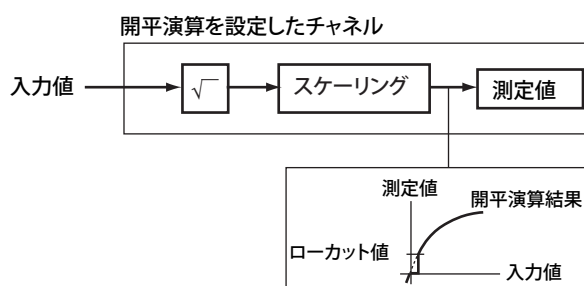 開平演算を設定したチャネル
入力値
√
スケーリング
測定値
測定値
開平演算結果
ローカット値
入力値